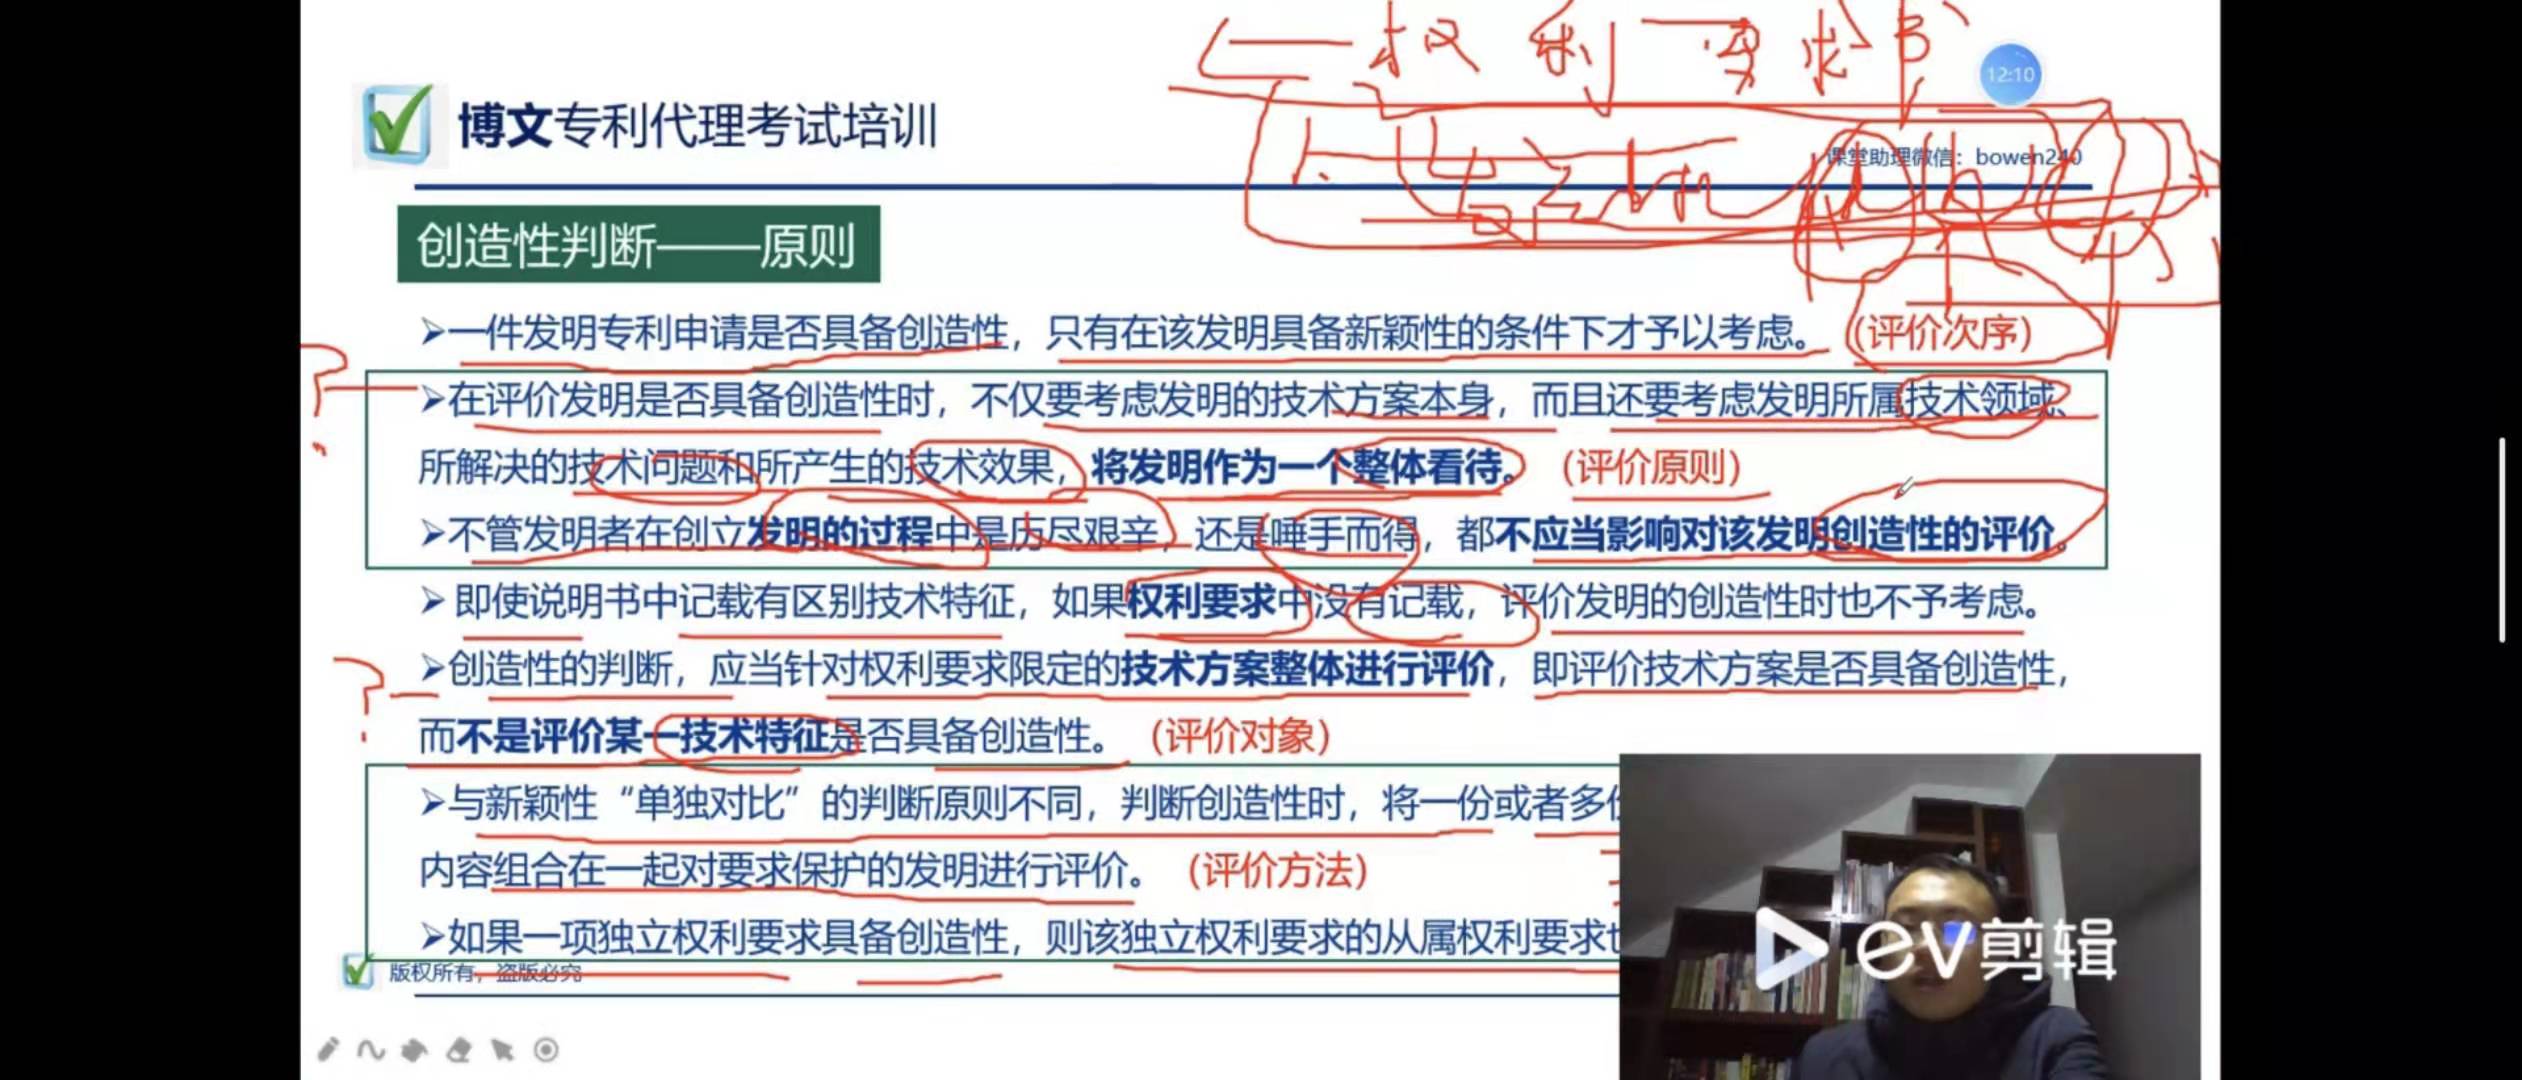 权利要求书
12:10
博文专利代理考试培训
课堂助理微信：bowen240
创造性判断——原则
➢一件发明专利申请是否具备创造性，只有在该发明具备新颖性的条件下才予以考虑。（评价次序）
➢在评价发明是否具备创造性时，不仅要考虑发明的技术方案本身，而且还要考虑发明所属技术领域、
所解决的技术问题和所产生的技术效果，将发明作为一个整体看待。（评价原则）
➢不管发明者在创立发明的过程中是历尽艰辛，还是唾手而得，都不应当影响对该发明创造性的评价。
➢即使说明书中记载有区别技术特征，如果权利要求中没有记载，评价发明的创造性时也不予考虑。
➢创造性的判断，应当针对权利要求限定的技术方案整体进行评价，即评价技术方案是否具备创造性，
而不是评价某一技术特征是否具备创造性。（评价对象）
➢与新颖性“单独对比”的判断原则不同，判断创造性时，将一份或者多
内容组合在一起对要求保护的发明进行评价。（评价方法）
➢如果一项独立权利要求具备创造性，则该独立权利要求的从属权利要求
版权所有，盗版必究
ev剪辑